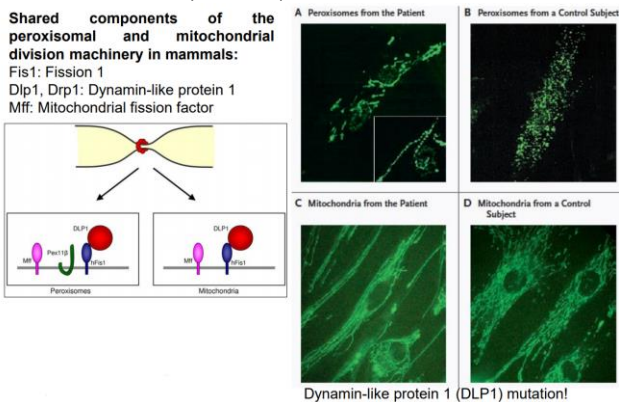 Shared components of the
peroxisomal and mitochondrial
division machinery in mammals:
Fis1: Fission 1
Dlp1, Drp1: Dynamin-like protein 1
Mff: Mitochondrial fission factor
DLP1
Mff
Pex11β
hFis1
Peroxisomes
DLP1
Mff
hFis1
Mitochondria
A Peroxisomes from the Patient
B Peroxisomes from a Control Subject
C Mitochondria from the Patient
D Mitochondria from a Control
Subject
Dynamin-like protein 1 (DLP1) mutation!